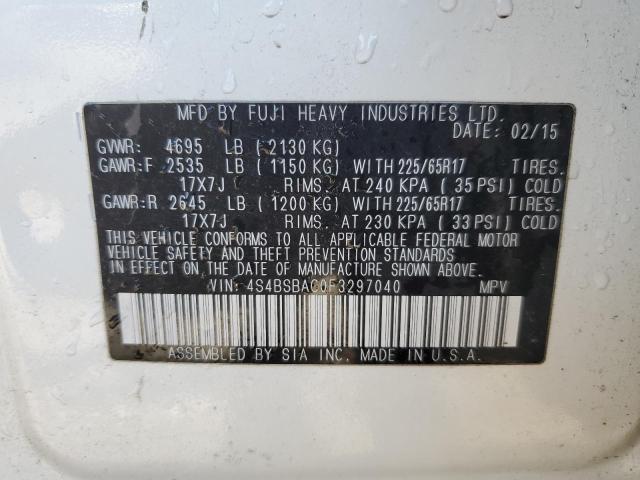 MFD BY FUJI HEAVY INDUSTRIES LTD.
DATE: 02/15
GVWR: 4695 LB ( 2130 KG)
GAWR:F 2535 LB ( 1150 KG) WITH 225/65R17 TIRES.
17X7J RIMS. AT 240 KPA ( 35 PSI) COLD
GAWR:R 2645 LB ( 1200 KG) WITH 225/65R17 TIRES.
17X7J RIMS. AT 230 KPA ( 33 PSI) COLD
THIS VEHICLE CONFORMS TO ALL APPLICABLE FEDERAL MOTOR
VEHICLE SAFETY AND THEFT PREVENTION STANDARDS
IN EFFECT ON THE DATE OF MANUFACTURE SHOWN ABOVE.
VIN: 4S4BSBAC0F3297040 MPV
ASSEMBLED BY SIA INC. MADE IN U.S.A.